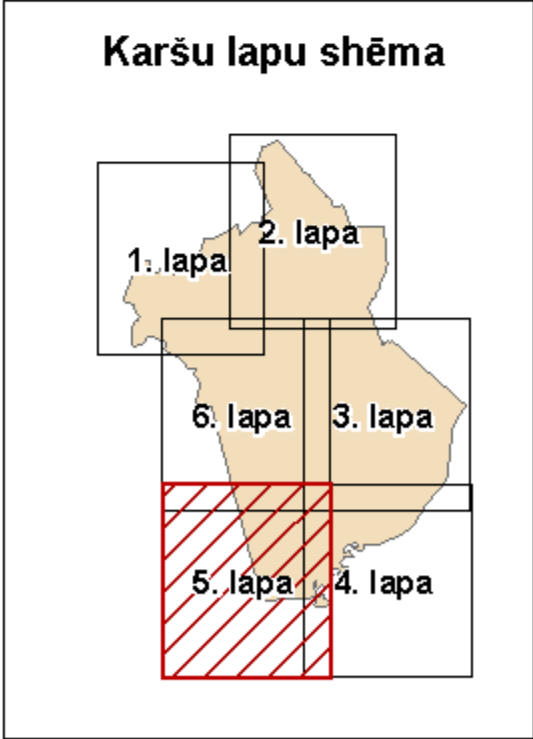 Karšu lapu shēma
2. lapa
1. lapa
6. lapa
3. lapa
5. lapa
4. lapa